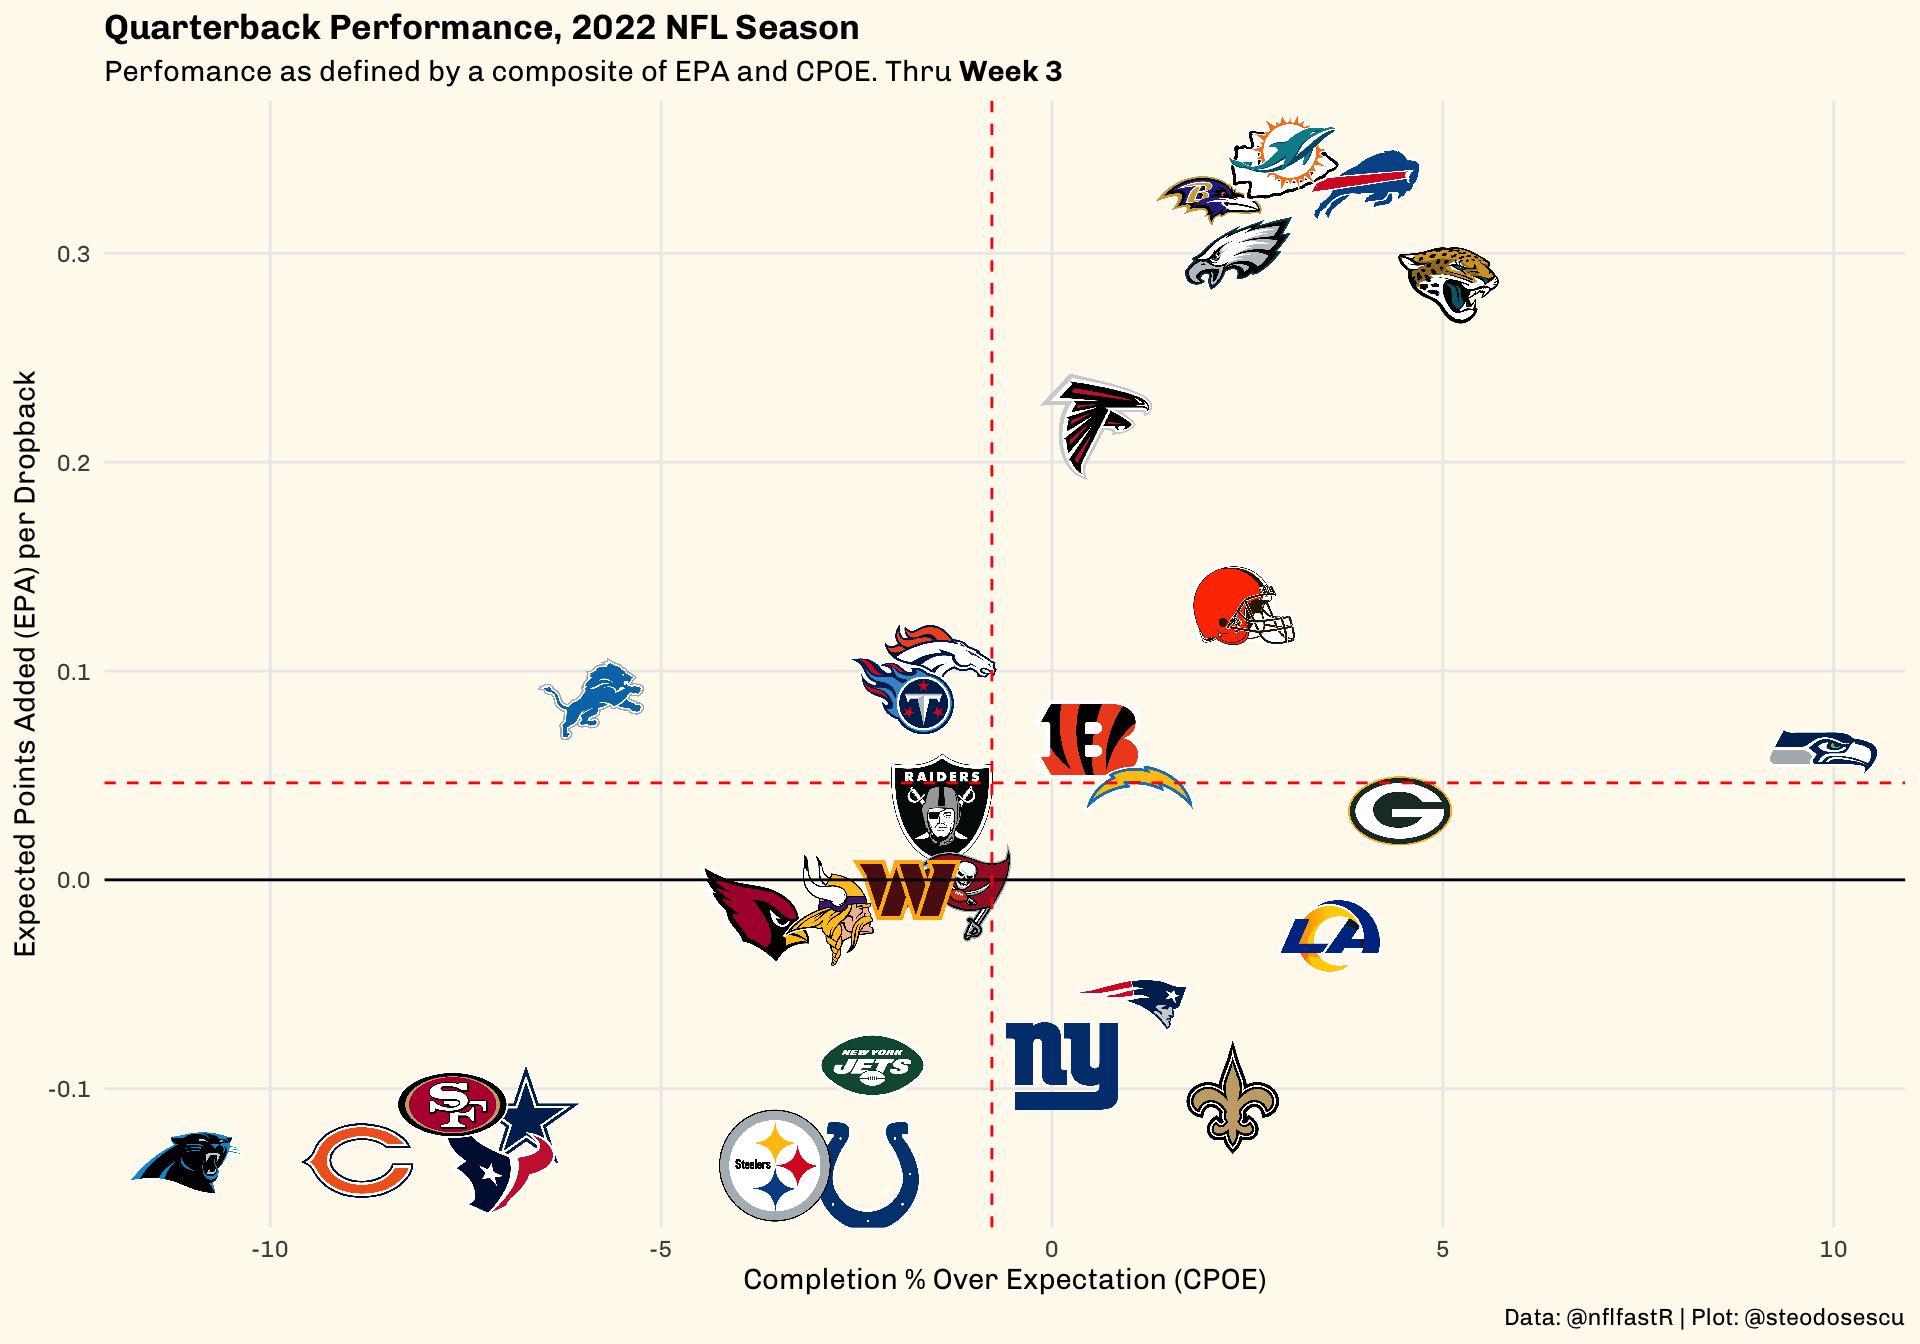 Quarterback Performance, 2022 NFL Season
Perfomance as defined by a composite of EPA and CPOE. Thru Week 3
Expected Points Added (EPA) per Dropback
0.3
0.2
0.1
0.0
-0.1
B
T
B
RAIDERS
G
W
LA
NEW YORK
JETS
ny
SF
C
Steelers
-10
-5
0
5
10
Completion % Over Expectation (CPOE)
Data: @nflfastR | Plot: @steodosescu